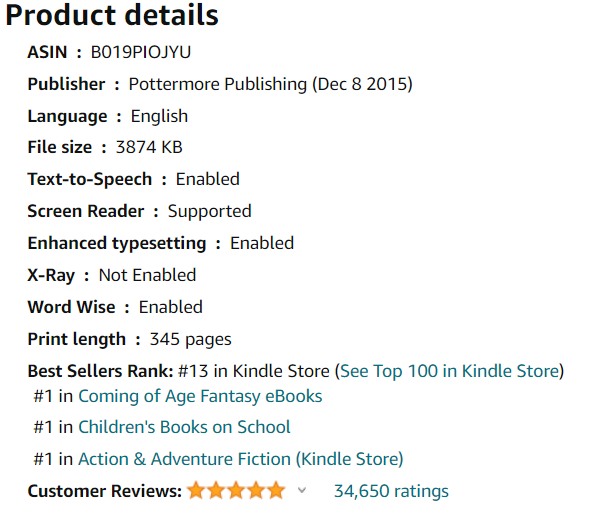 Product details
ASIN : B019PIOJYU
Publisher : Pottermore Publishing (Dec 8 2015)
Language : English
File size : 3874 KB
Text-to-Speech : Enabled
Screen Reader : Supported
Enhanced typesetting : Enabled
X-Ray : Not Enabled
Word Wise : Enabled
Print length : 345 pages
Best Sellers Rank: #13 in Kindle Store (See Top 100 in Kindle Store)
#1 in Coming of Age Fantasy eBooks
#1 in Children's Books on School
#1 in Action & Adventure Fiction (Kindle Store)
Customer Reviews: 34,650 ratings